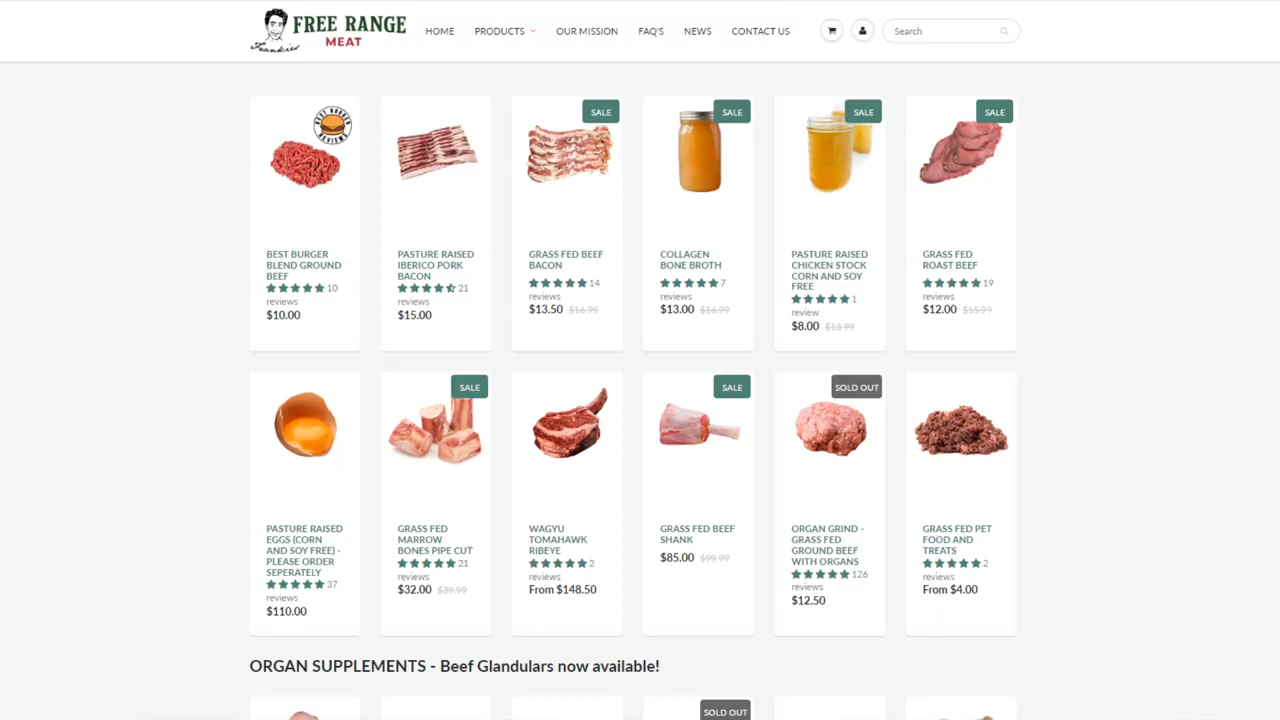 FREE RANGE
MEAT
Frankies
HOME PRODUCTS OUR MISSION FAQ'S NEWS CONTACT US
Search
BEST BURGER REVIEWS
SALE
SALE
SALE
SALE
BEST BURGER
BLEND GROUND
BEEF
10
reviews
$10.00
PASTURE RAISED
IBERICO PORK
BACON
21
reviews
$15.00
GRASS FED BEEF
BACON
14
reviews
$13.50 $16.99
COLLAGEN
BONE BROTH
7
reviews
$13.00 $16.99
PASTURE RAISED
CHICKEN STOCK
CORN AND SOY
FREE
1
review
$8.00 $13.99
GRASS FED
ROAST BEEF
19
reviews
$12.00 $15.99
SALE
SALE
SOLD OUT
PASTURE RAISED
EGGS (CORN
AND SOY FREE) -
PLEASE ORDER
SEPERATELY
37
reviews
$110.00
GRASS FED
MARROW
BONES PIPE CUT
21
reviews
$32.00 $39.99
WAGYU
TOMAHAWK
RIBEYE
2
reviews
From $148.50
GRASS FED BEEF
SHANK
$85.00 $99.99
ORGAN GRIND -
GRASS FED
GROUND BEEF
WITH ORGANS
126
reviews
$12.50
GRASS FED PET
FOOD AND
TREATS
2
reviews
From $4.00
ORGAN SUPPLEMENTS - Beef Glandulars now available!
SOLD OUT